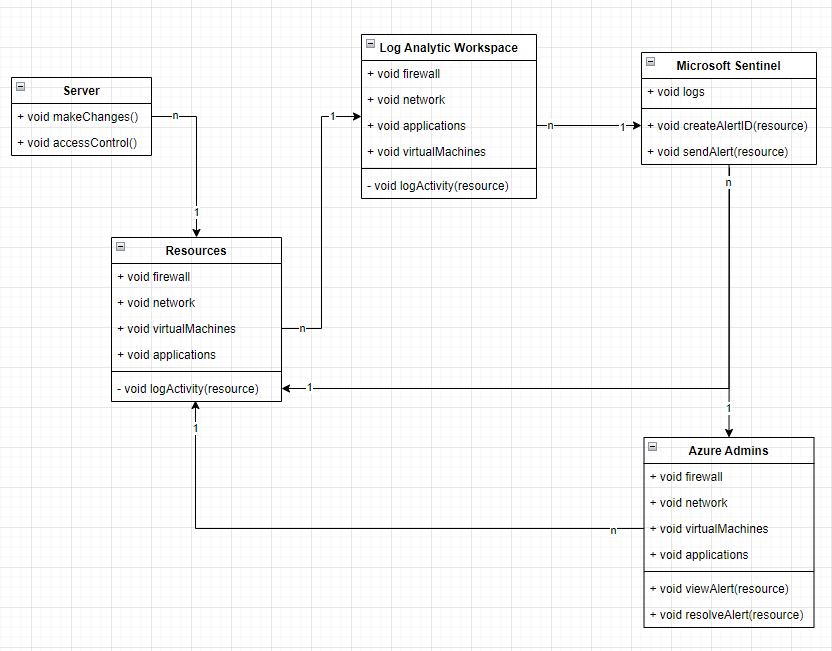 Server
+ void makeChanges()
+ void accessControl()
n
1
Log Analytic Workspace
+ void firewall
+ void network
+ void applications
+ void virtualMachines
- void logActivity(resource)
1
n
1
Microsoft Sentinel
+ void logs
+ void createAlertID(resource)
+ void sendAlert(resource)
n
Resources
+ void firewall
+ void network
+ void virtualMachines
+ void applications
- void logActivity(resource)
n
1
1
1
n
Azure Admins
+ void firewall
+ void network
+ void virtualMachines
+ void applications
+ void viewAlert(resource)
+ void resolveAlert(resource)